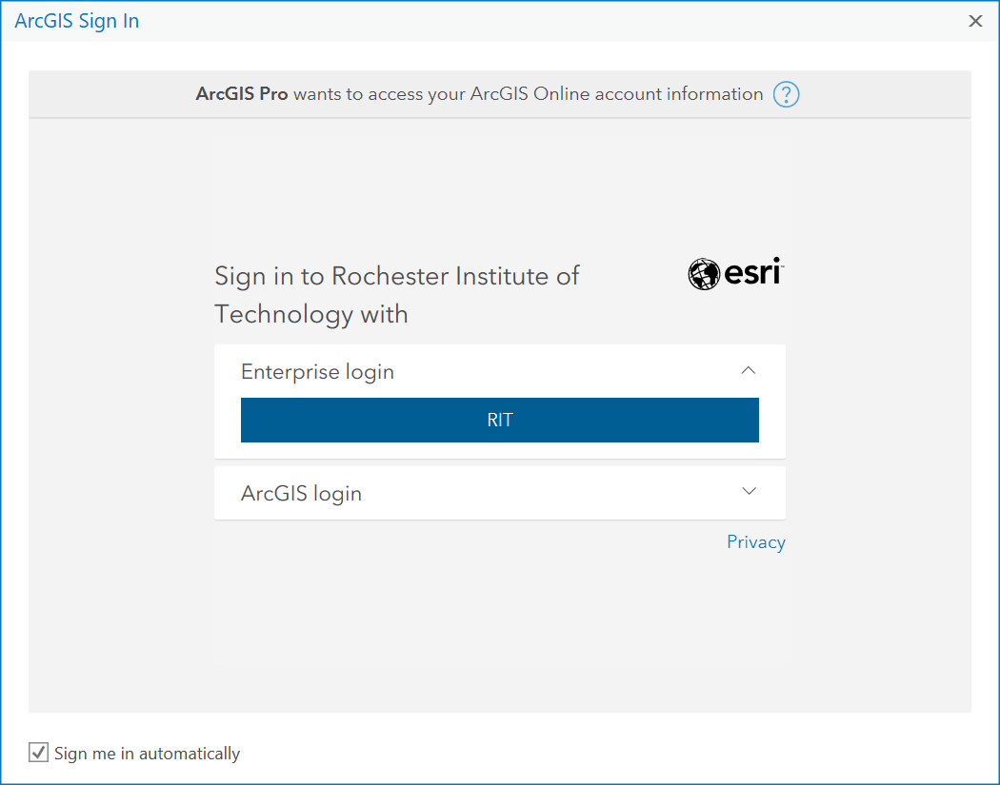 ArcGIS Sign In
ArcGIS Pro wants to access your ArcGIS Online account information ?
Sign in to Rochester Institute of
Technology with
esri
Enterprise login
RIT
ArcGIS login
Privacy
Sign me in automatically